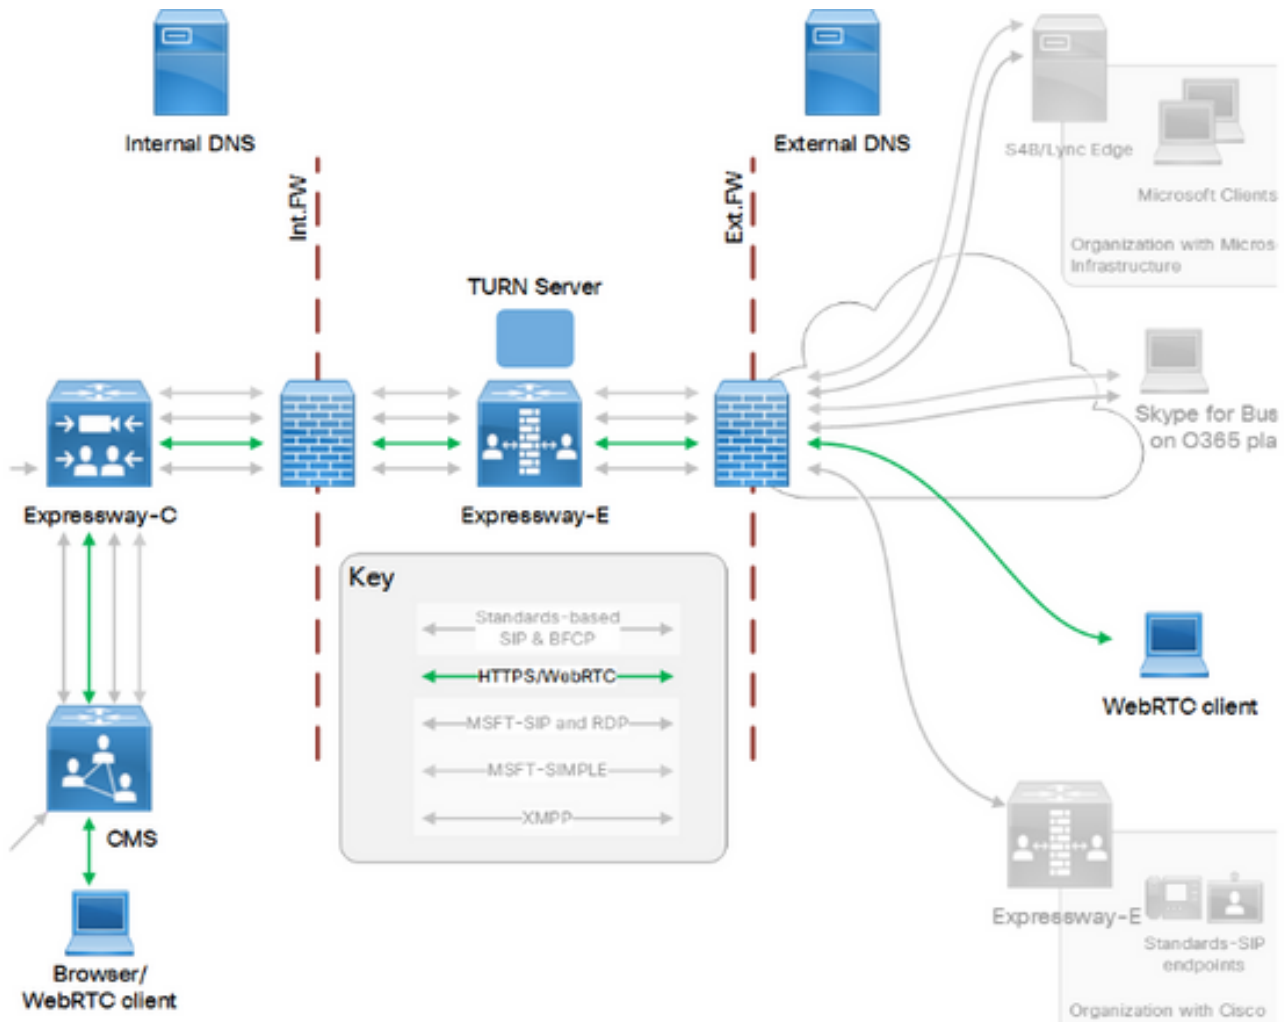 Internal DNS
External DNS
S4B/Lync Edge
Microsoft Clients
Organization with Micros
Infrastructure
Int.FW
Ext.FW
TURN Server
Skype for Bus
on O365 pla
Expressway-C
Expressway-E
Key
Standards-based
SIP & BFCP
HTTPS/WebRTC
MSFT-SIP and RDP
MSFT-SIMPLE
XMPP
WebRTC client
CMS
Browser/
WebRTC client
Expressway-E
Standards-SIP
endpoints
Organization with Cisco